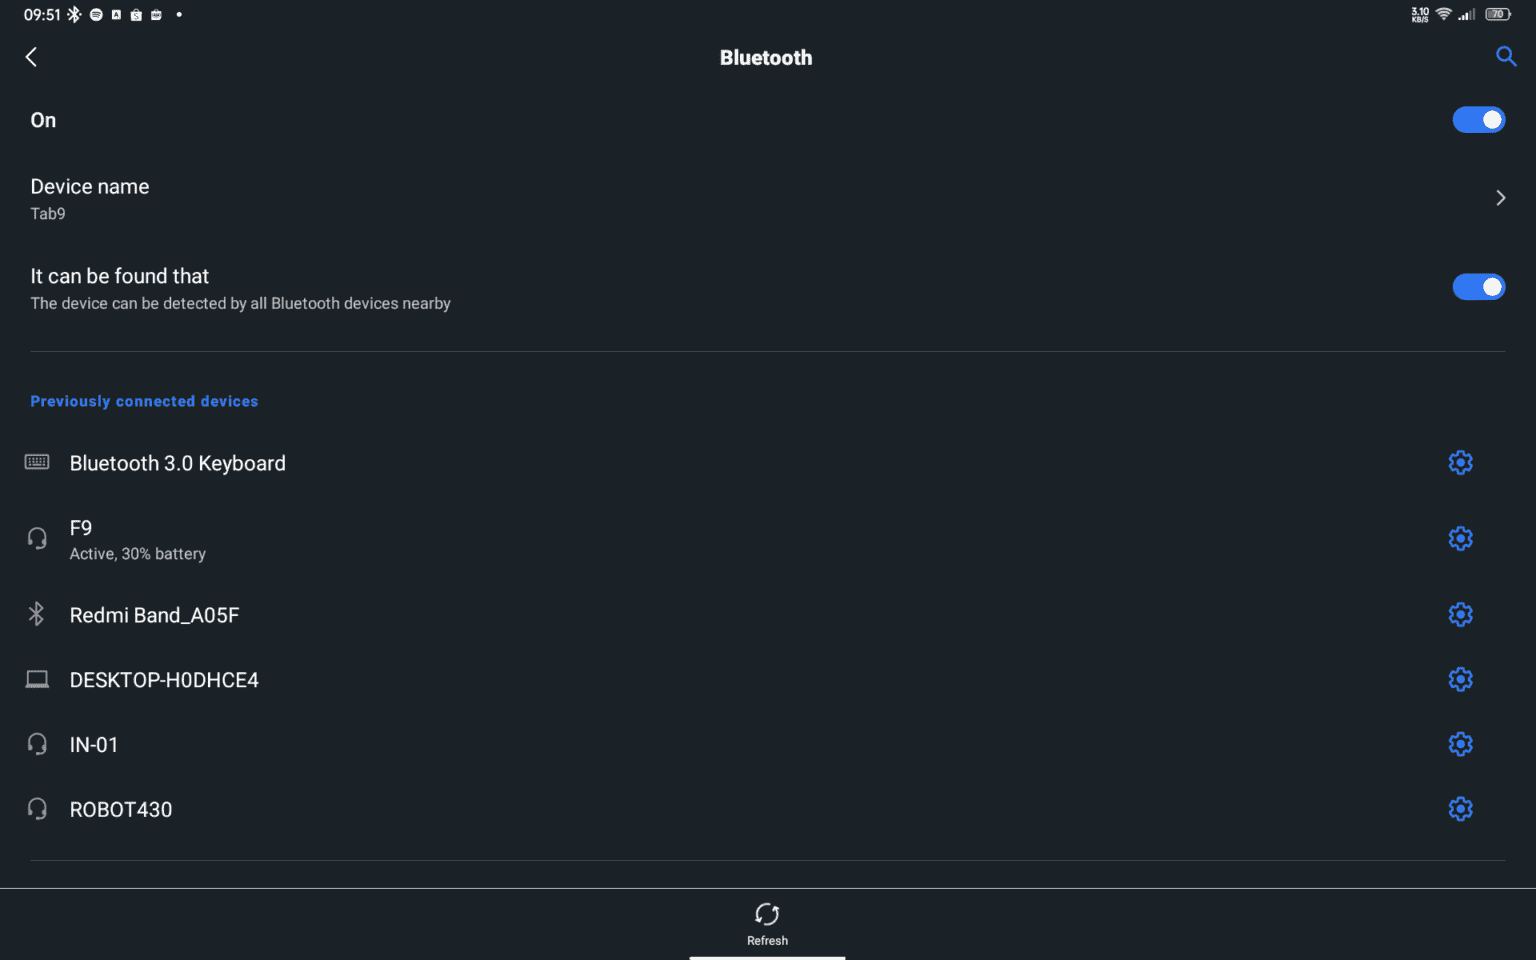 09:51
3.10
KB/S
70
Bluetooth
On
Device name
Tab9
It can be found that
The device can be detected by all Bluetooth devices nearby
Previously connected devices
Bluetooth 3.0 Keyboard
F9
Active, 30% battery
Redmi Band_A05F
DESKTOP-H0DHCE4
IN-01
ROBOT430
Refresh